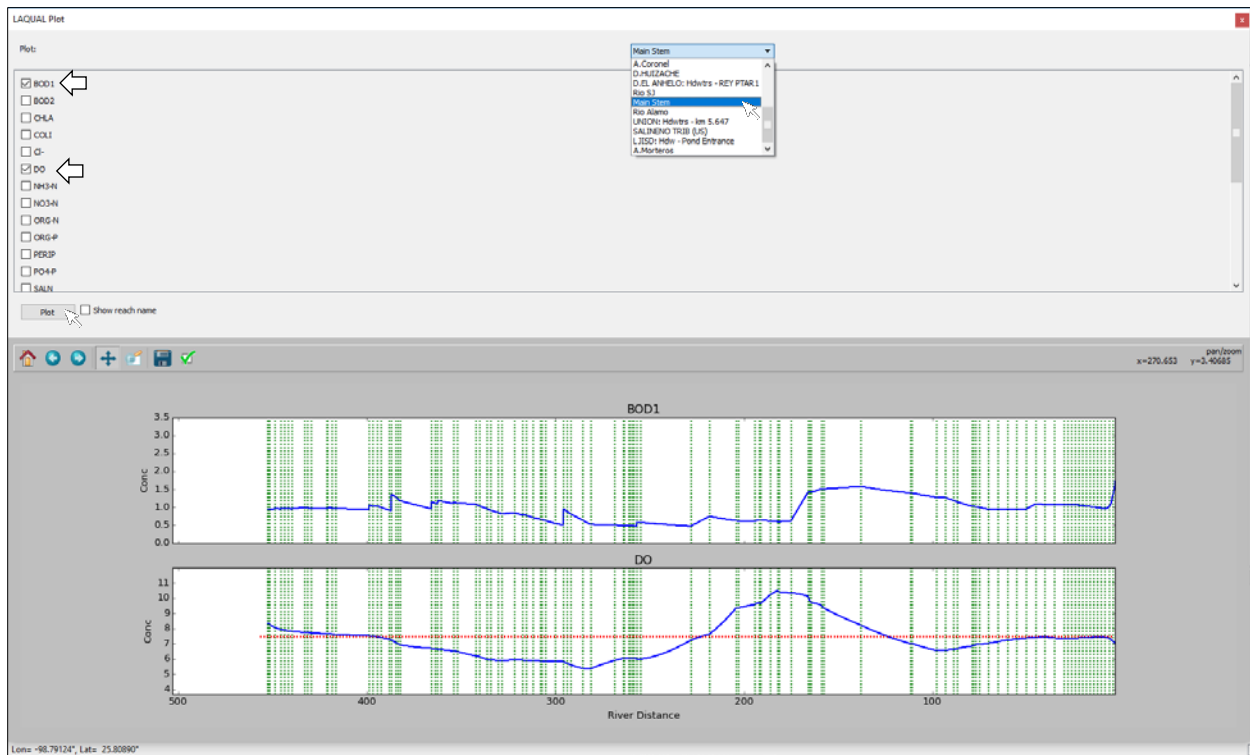 LAQUAL Plot
x
Plot:
Main Stem
A.Coronel
D.HUIZACHE
D.EL ANHELO: Hdwtrs - REY PTAR1
Rio SJ
Main Stem
Rio Alamo
UNION: Hdwtrs - km 5.647
SALINENO TRIB (US)
LJISD: Hdw - Pond Entrance
A.Morteros
BOD1
BOD2
CHLA
COLI
Cl-
DO
NH3-N
NO3-N
ORG-N
ORG-P
PERIP
PO4-P
SALN
Plot
Show reach name
pan/zoom
x=270.653 y=3.40685
BOD1
3.5
3.0
2.5
2.0
1.5
1.0
0.5
0.0
Conc
DO
11
10
9
8
7
6
5
4
Conc
500 400 300 200 100
River Distance
Lon= -98.79124°, Lat= 25.80890°